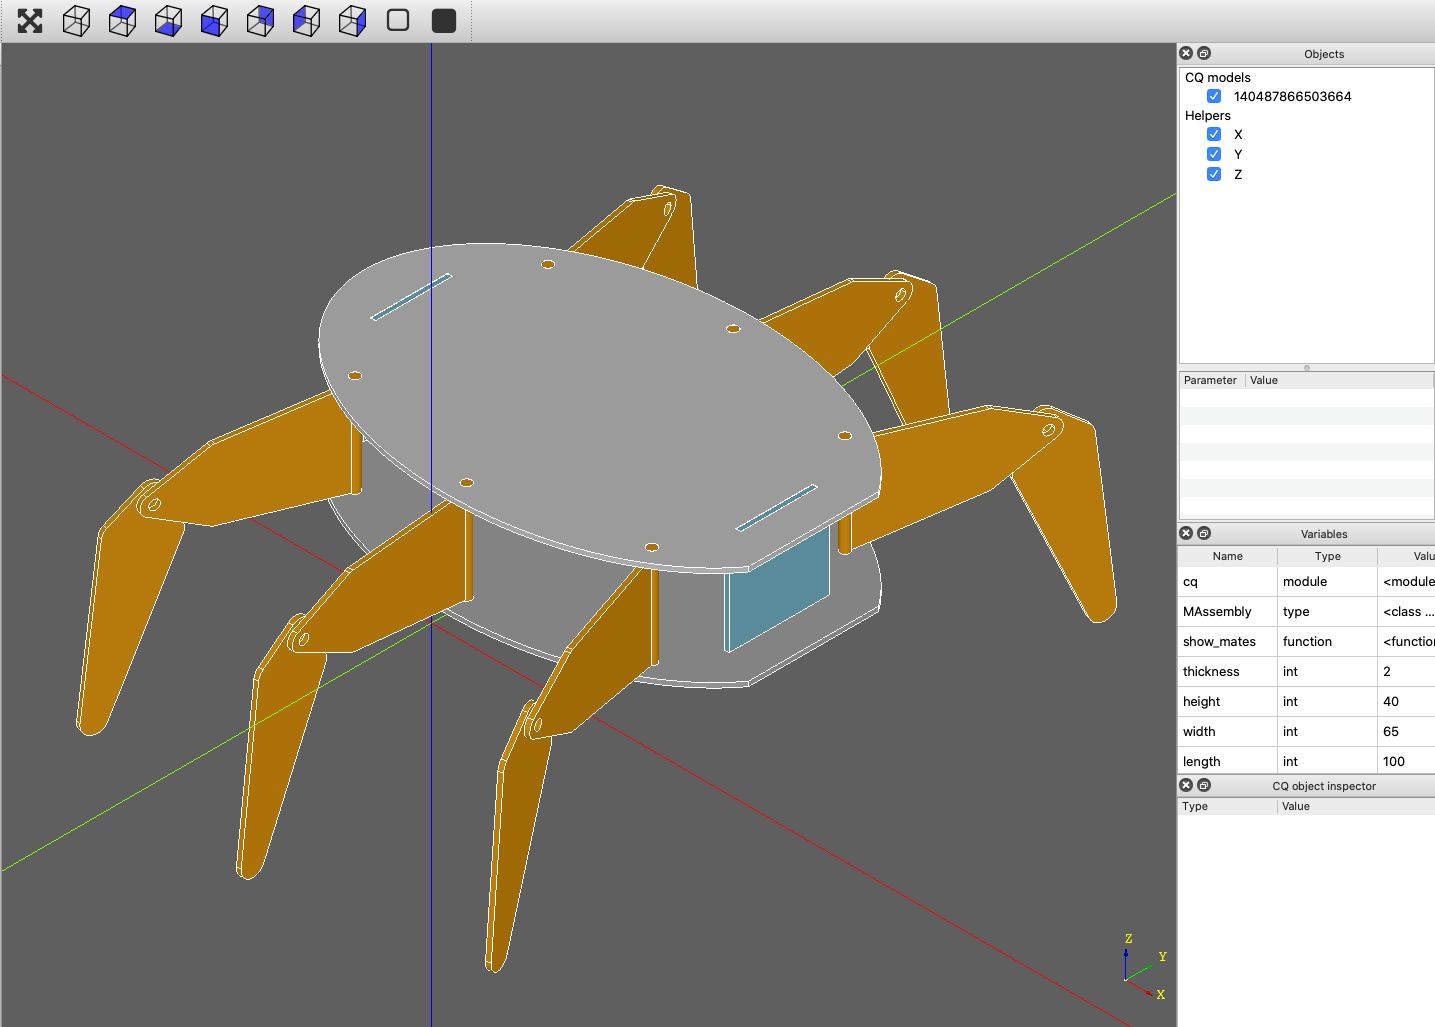 Objects
CQ models
140487866503664
Helpers
X
Y
Z
Parameter Value
Variables
Name Type Valu
cq module <module
MAssembly type <class ...
show_mates function <functio
thickness int 2
height int 40
width int 65
length int 100
CQ object inspector
Type Value
Z
Y
X